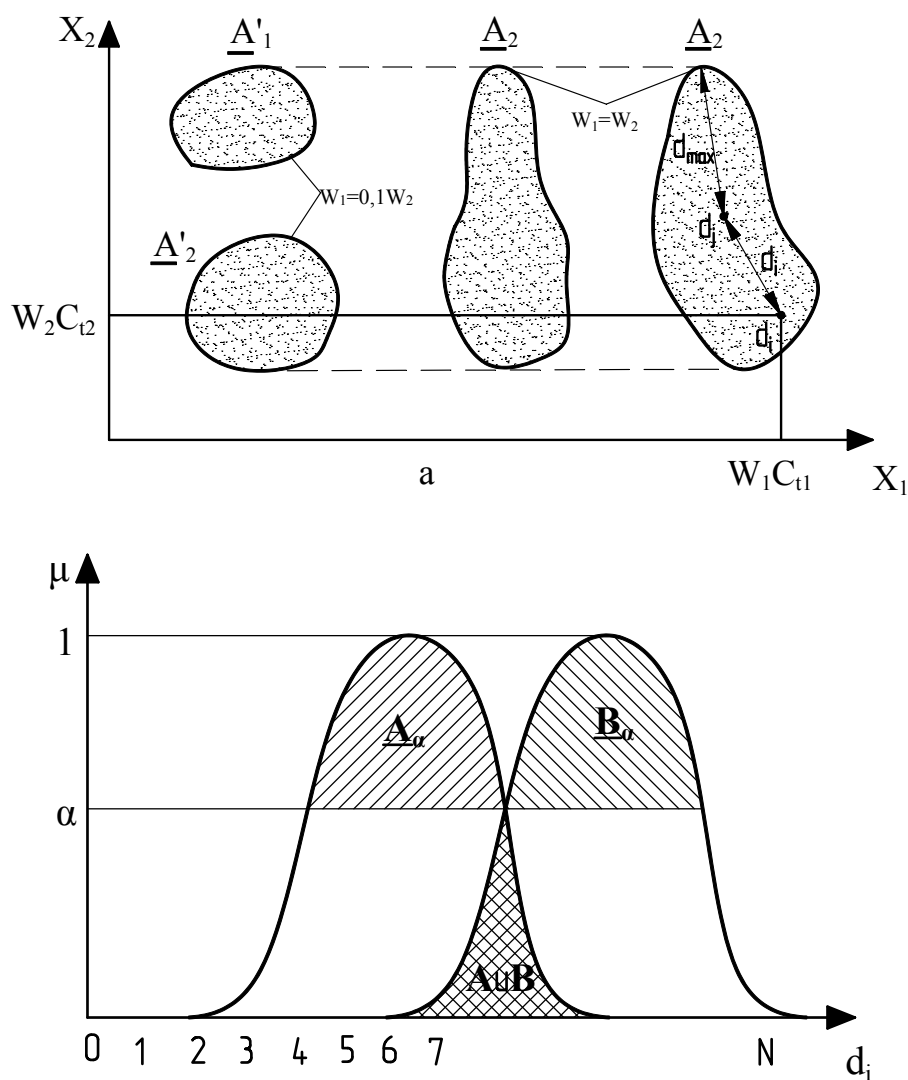 X₂
A'₁ A₂ A₂
W₁=W₂
dmax
W₁=0,1W₂
A'₂
dⱼ
dᵢ
W₂Cₜ₂
dᵢ
a
W₁Cₜ₁
X₁
μ
1
Aα Bα
α
A∪B
0 1 2 3 4 5 6 7 N
dᵢ